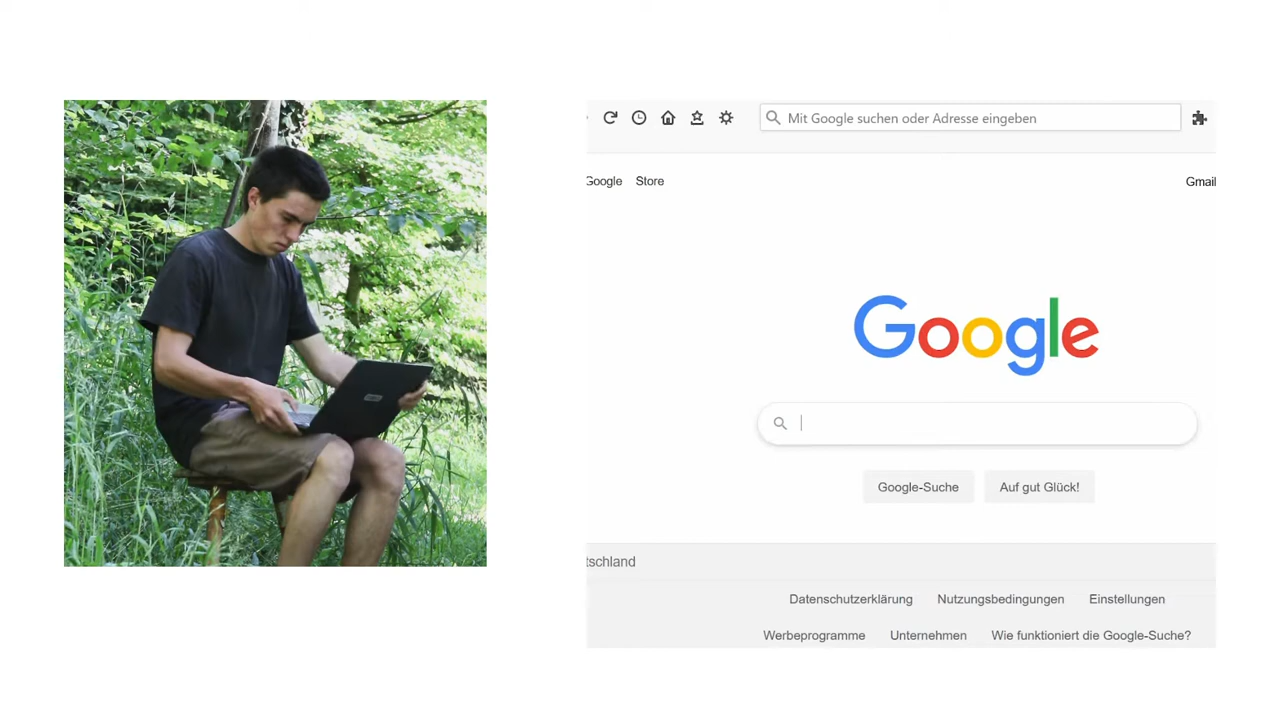 Mit Google suchen oder Adresse eingeben
Google Store
Gmail
Google
Google-Suche Auf gut Glück!
tschland
Datenschutzerklärung Nutzungsbedingungen Einstellungen
Werbeprogramme Unternehmen Wie funktioniert die Google-Suche?